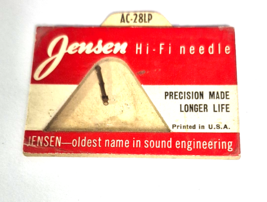 AC-28LP
Jensen Hi-Fi needle
PRECISION MADE
LONGER LIFE
Printed in U.S.A.
JENSEN—oldest name in sound engineering